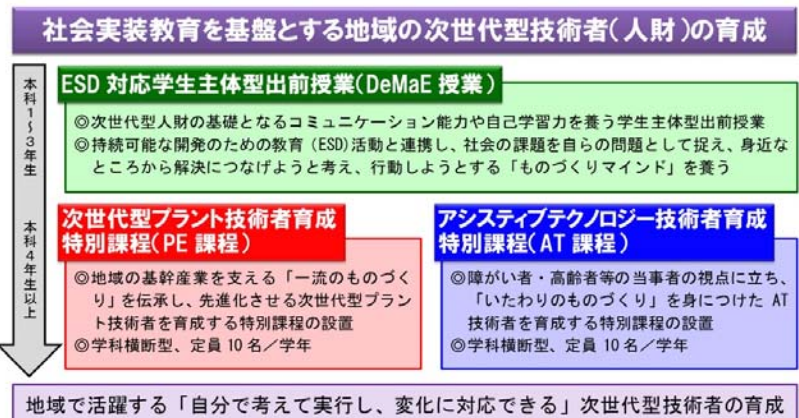 社会実装教育を基盤とする地域の次世代型技術者(人財)の育成
本科1~3年生
本科4年生以上
ESD 対応学生主体型出前授業(DeMaE 授業)
◎次世代型人財の基礎となるコミュニケーション能力や自己学習力を養う学生主体型出前授業
◎持続可能な開発のための教育(ESD)活動と連携し、社会の課題を自らの問題として捉え、身近な
ところから解決につなげようと考え、行動しようとする「ものづくりマインド」を養う
次世代型プラント技術者育成
特別課程(PE 課程)
◎地域の基幹産業を支える「一流のものづく
り」を伝承し、先進化させる次世代型プラン
ト技術者を育成する特別課程の設置
◎学科横断型、定員 10 名/学年
アシスティブテクノロジー技術者育成
特別課程(AT 課程)
◎障がい者・高齢者等の当事者の視点に立ち、
「いたわりのものづくり」を身につけた AT
技術者を育成する特別課程の設置
◎学科横断型、定員 10 名/学年
地域で活躍する「自分で考えて実行し、変化に対応できる」次世代型技術者の育成